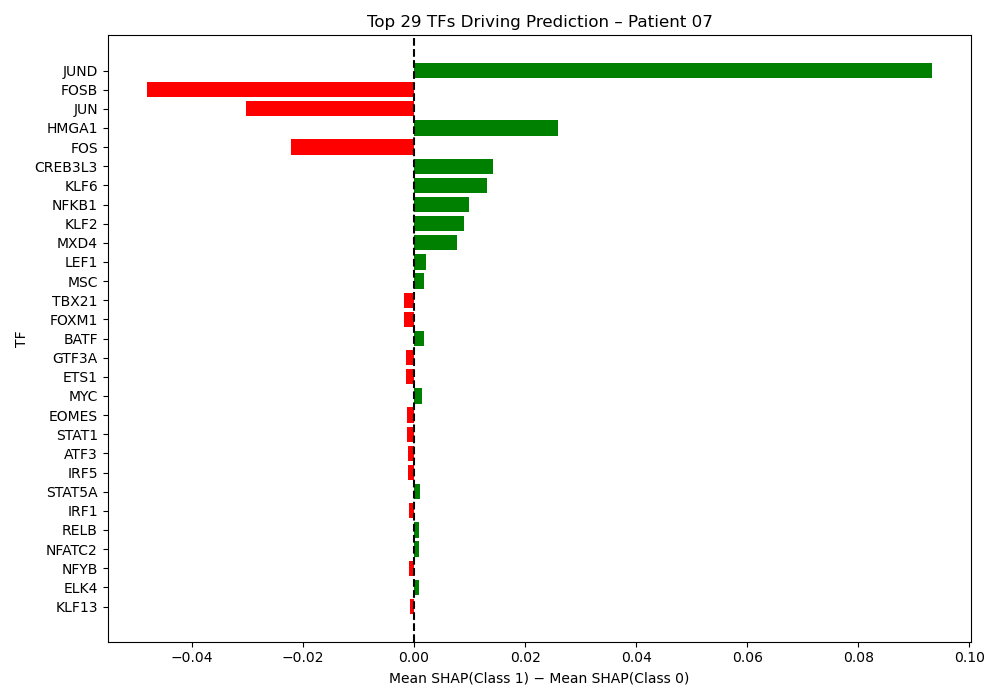 Top 29 TFs Driving Prediction – Patient 07
TF
JUND
FOSB
JUN
HMGA1
FOS
CREB3L3
KLF6
NFKB1
KLF2
MXD4
LEF1
MSC
TBX21
FOXM1
BATF
GTF3A
ETS1
MYC
EOMES
STAT1
ATF3
IRF5
STAT5A
IRF1
RELB
NFATC2
NFYB
ELK4
KLF13
−0.04 −0.02 0.00 0.02 0.04 0.06 0.08 0.10
Mean SHAP(Class 1) − Mean SHAP(Class 0)